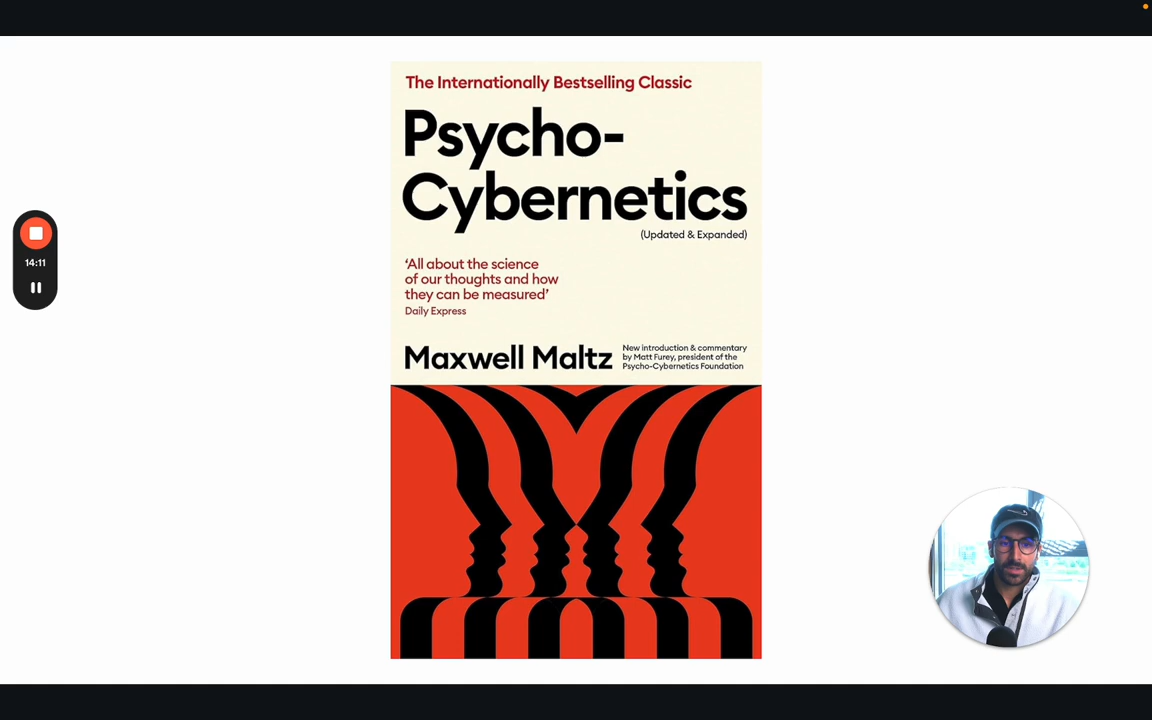 The Internationally Bestselling Classic
Psycho-
Cybernetics
(Updated & Expanded)
‘All about the science
of our thoughts and how
they can be measured’
Daily Express
Maxwell Maltz
New introduction & commentary
by Matt Furey, president of the
Psycho-Cybernetics Foundation
14:11